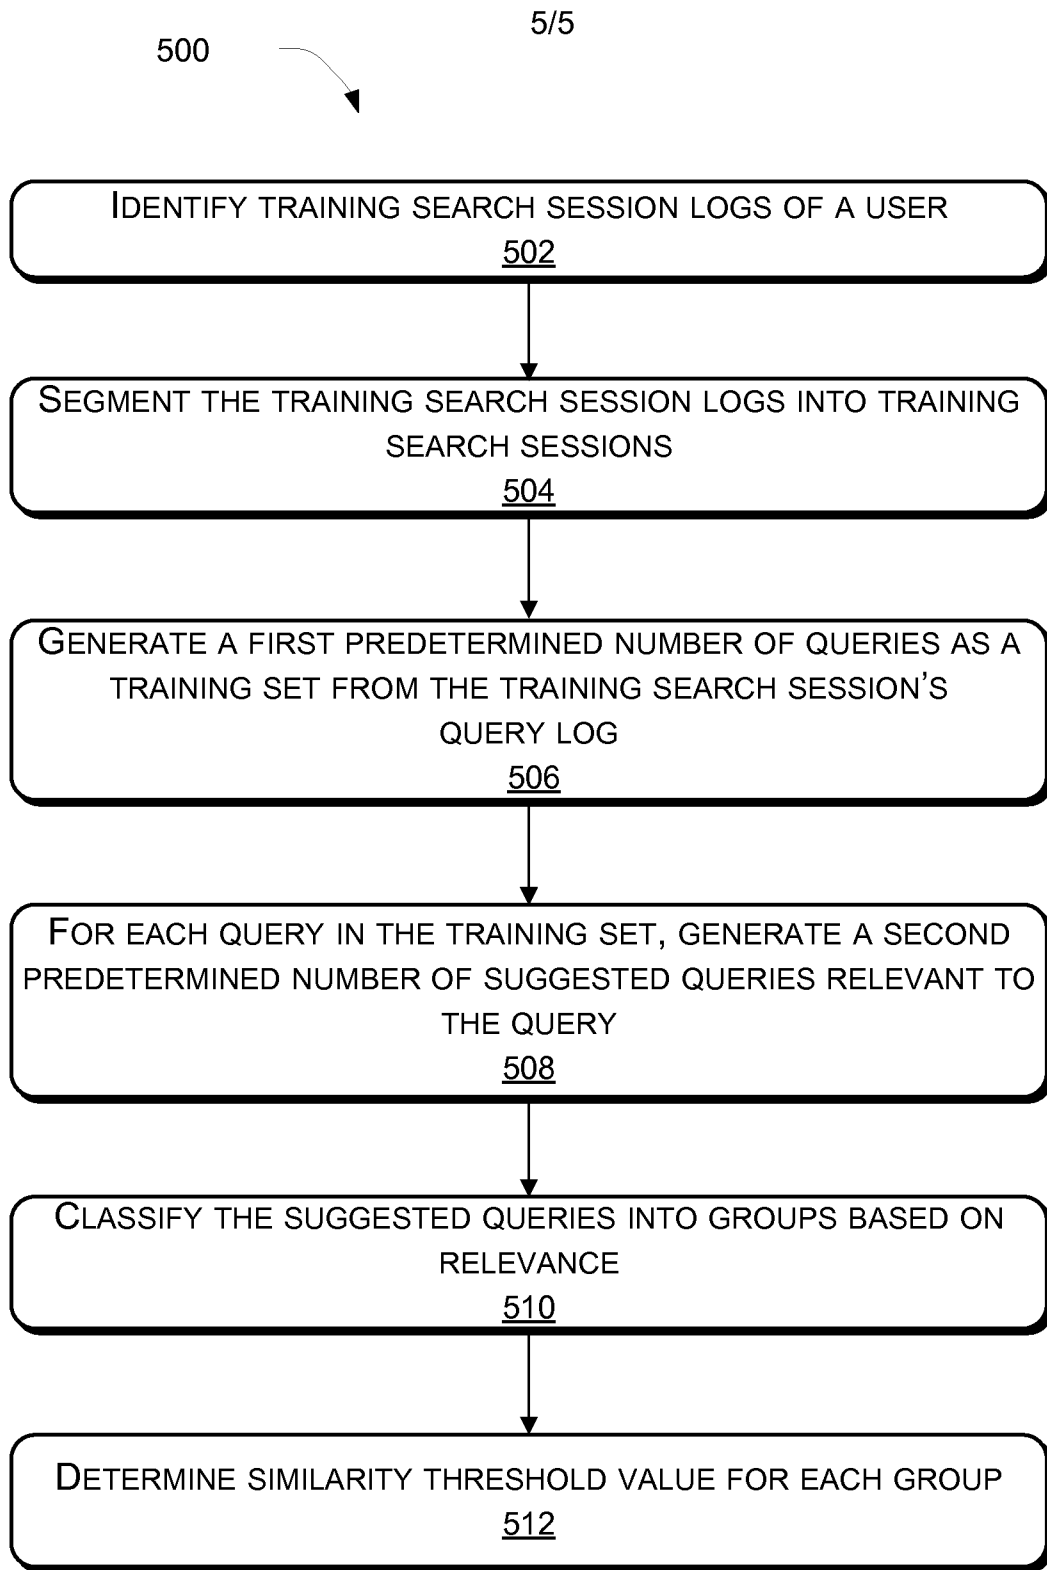 5/5
500
IDENTIFY TRAINING SEARCH SESSION LOGS OF A USER
502
SEGMENT THE TRAINING SEARCH SESSION LOGS INTO TRAINING
SEARCH SESSIONS
504
GENERATE A FIRST PREDETERMINED NUMBER OF QUERIES AS A
TRAINING SET FROM THE TRAINING SEARCH SESSION'S
QUERY LOG
506
FOR EACH QUERY IN THE TRAINING SET, GENERATE A SECOND
PREDETERMINED NUMBER OF SUGGESTED QUERIES RELEVANT TO
THE QUERY
508
CLASSIFY THE SUGGESTED QUERIES INTO GROUPS BASED ON
RELEVANCE
510
DETERMINE SIMILARITY THRESHOLD VALUE FOR EACH GROUP
512